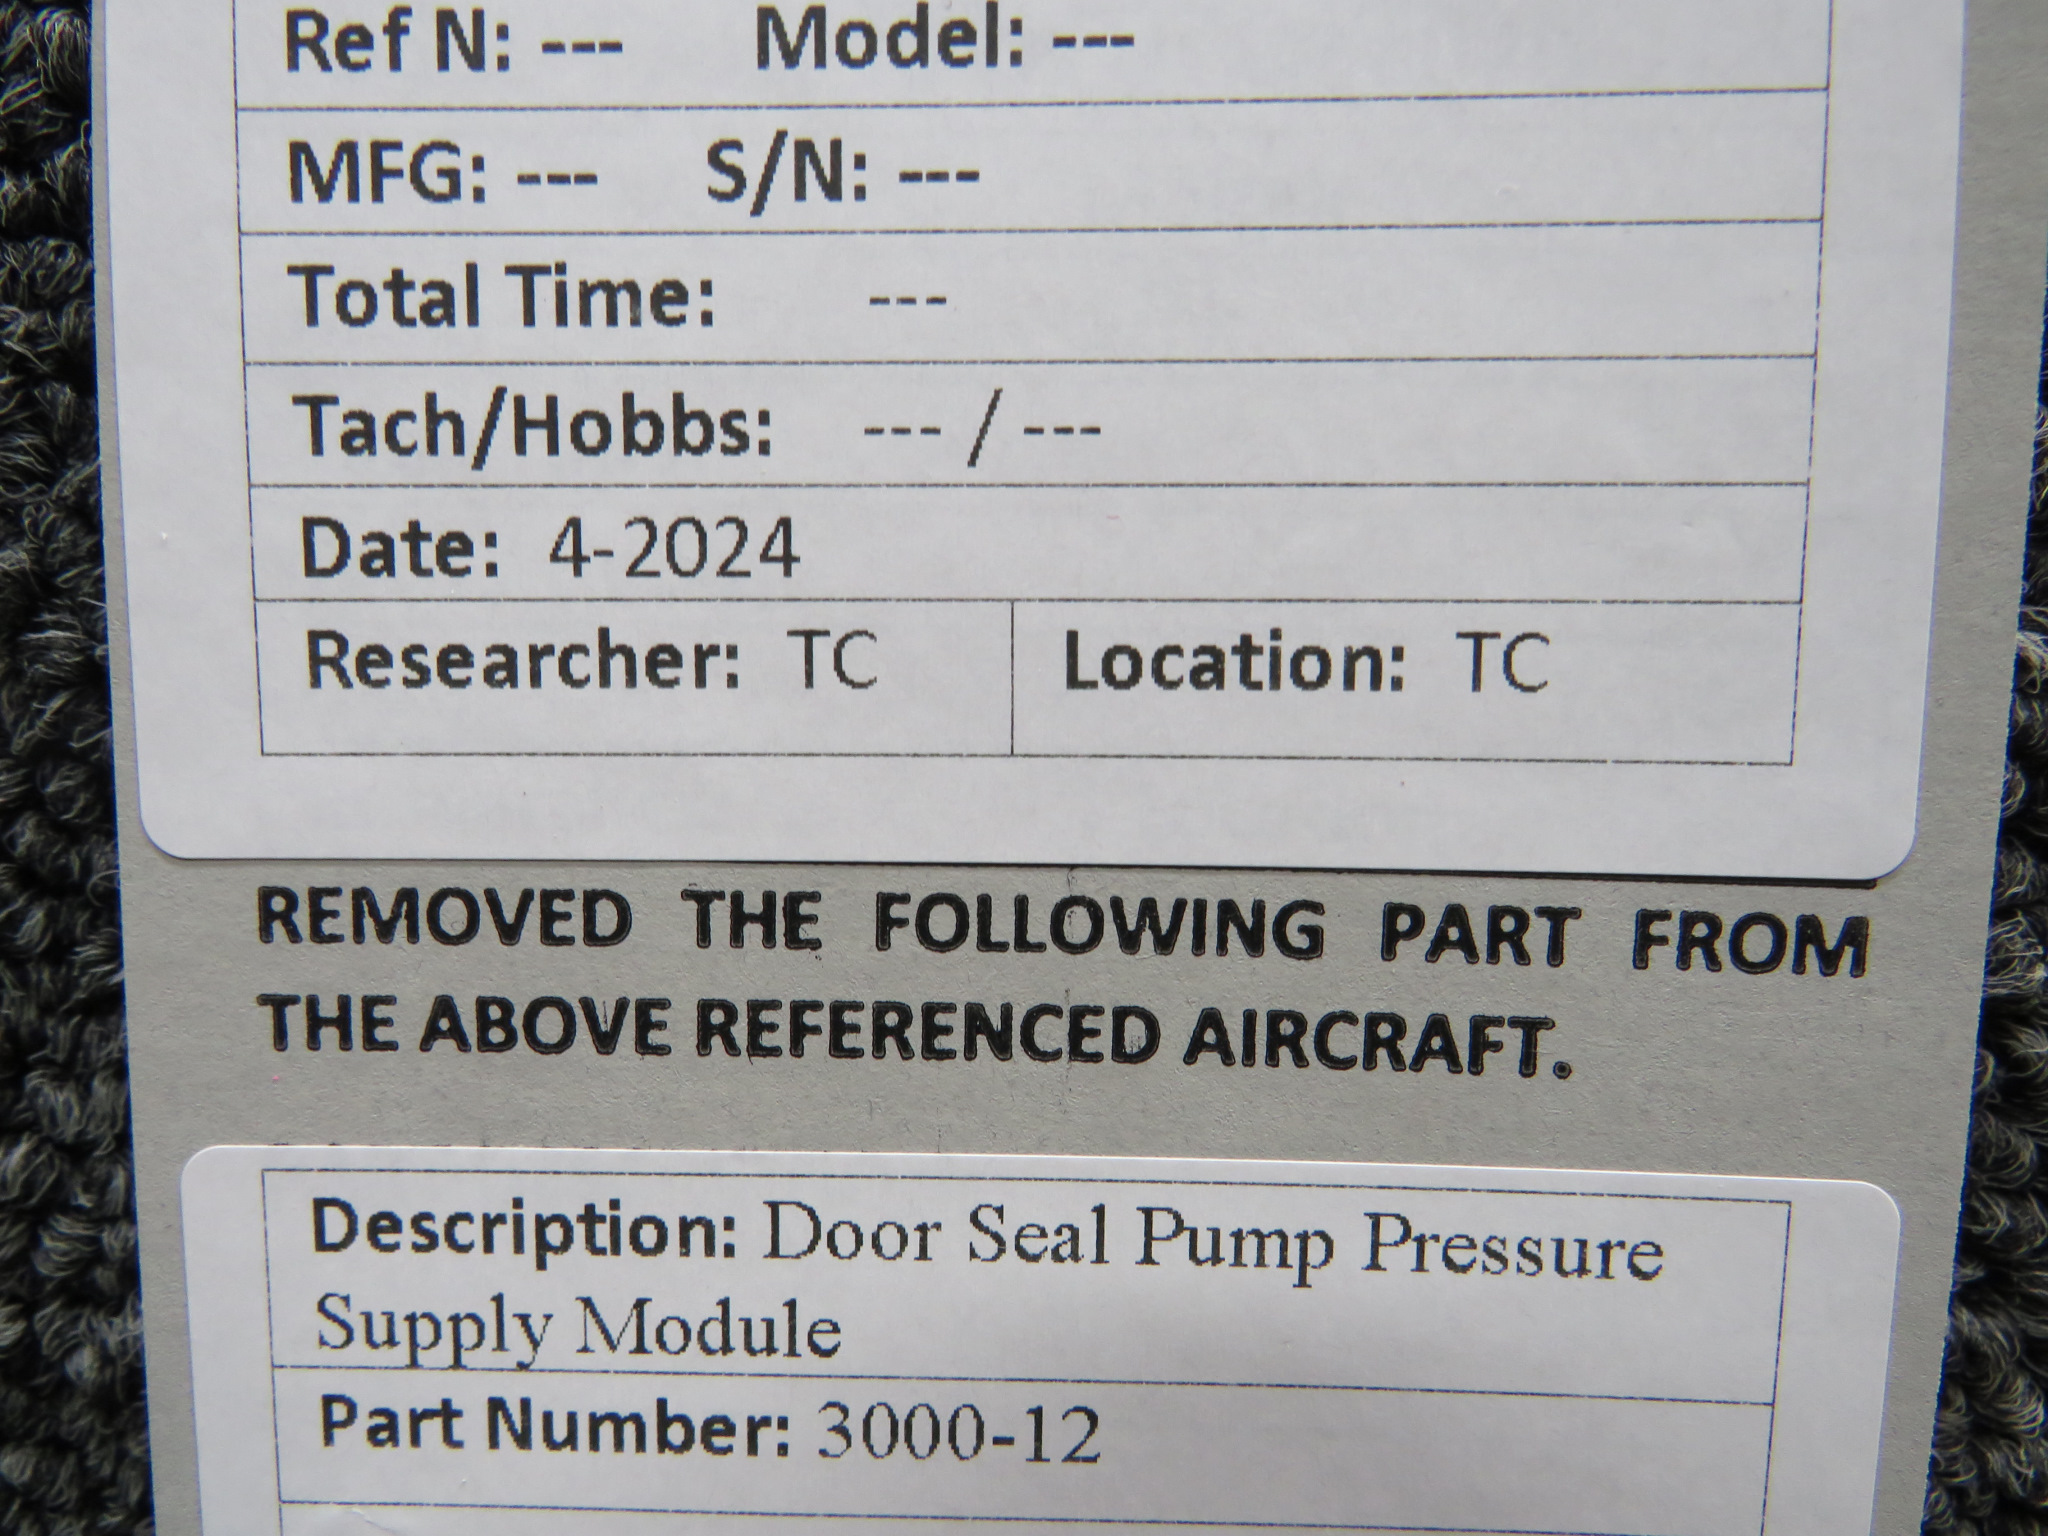 Ref N: --- Model: ---
MFG: --- S/N: ---
Total Time: ---
Tach/Hobbs: --- / ---
Date: 4-2024
Researcher: TC Location: TC
REMOVED THE FOLLOWING PART FROM
THE ABOVE REFERENCED AIRCRAFT.
Description: Door Seal Pump Pressure
Supply Module
Part Number: 3000-12